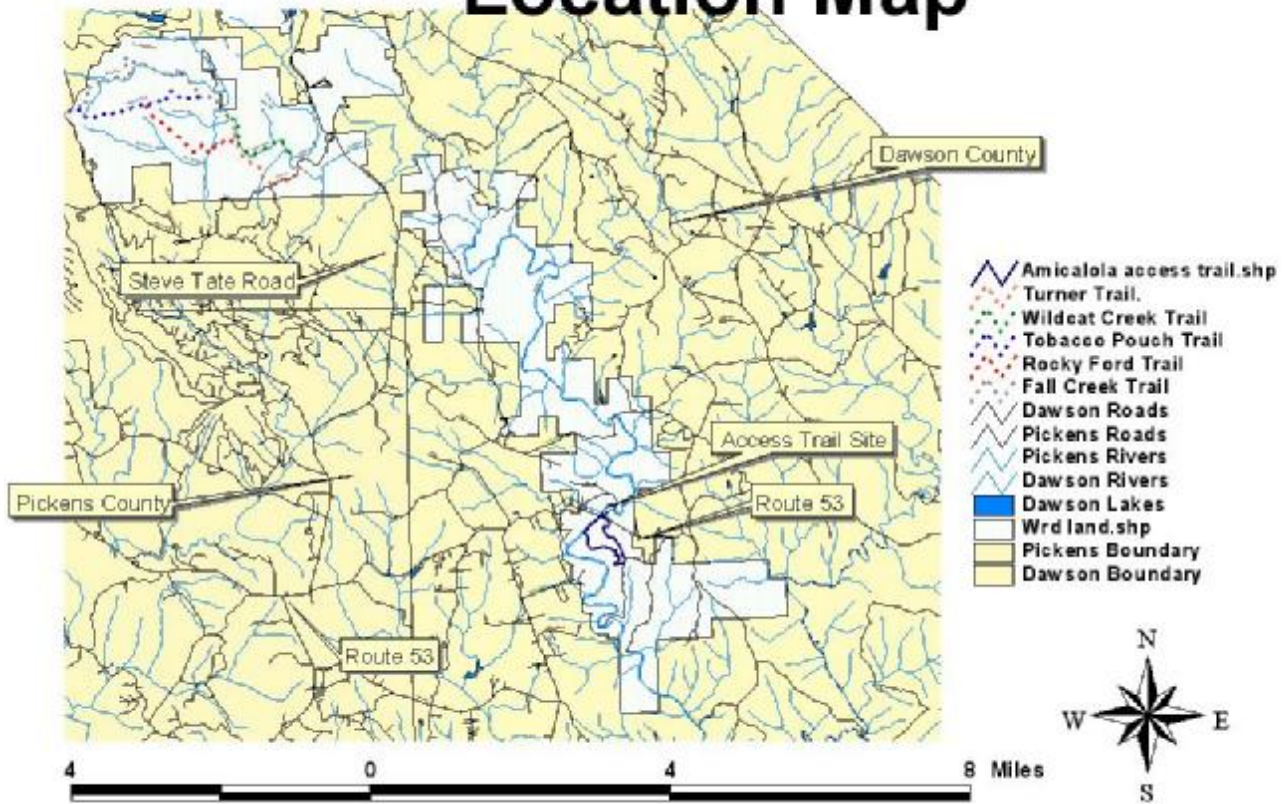 Location Map
Dawson County
Steve Tate Road
Access Trail Site
Pickens County
Route 53
Route 53
Amicalola access trail.shp
Turner Trail.
Wildcat Creek Trail
Tobacco Pouch Trail
Rocky Ford Trail
Fall Creek Trail
Dawson Roads
Pickens Roads
Pickens Rivers
Dawson Rivers
Dawson Lakes
Wrd land.shp
Pickens Boundary
Dawson Boundary
N
W E
S
4 0 4 8 Miles